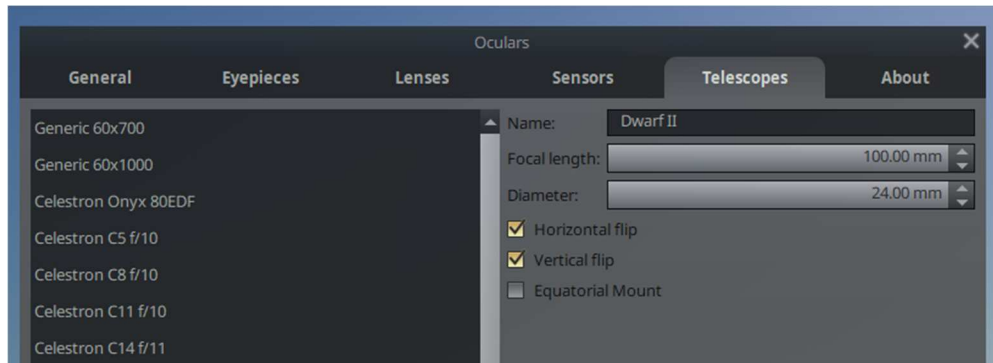 Oculars
General Eyepieces Lenses Sensors Telescopes About
Generic 60x700
Generic 60x1000
Celestron Onyx 80EDF
Celestron C5 f/10
Celestron C8 f/10
Celestron C11 f/10
Celestron C14 f/11
Name: Dwarf II
Focal length: 100.00 mm
Diameter: 24.00 mm
Horizontal flip
Vertical flip
Equatorial Mount